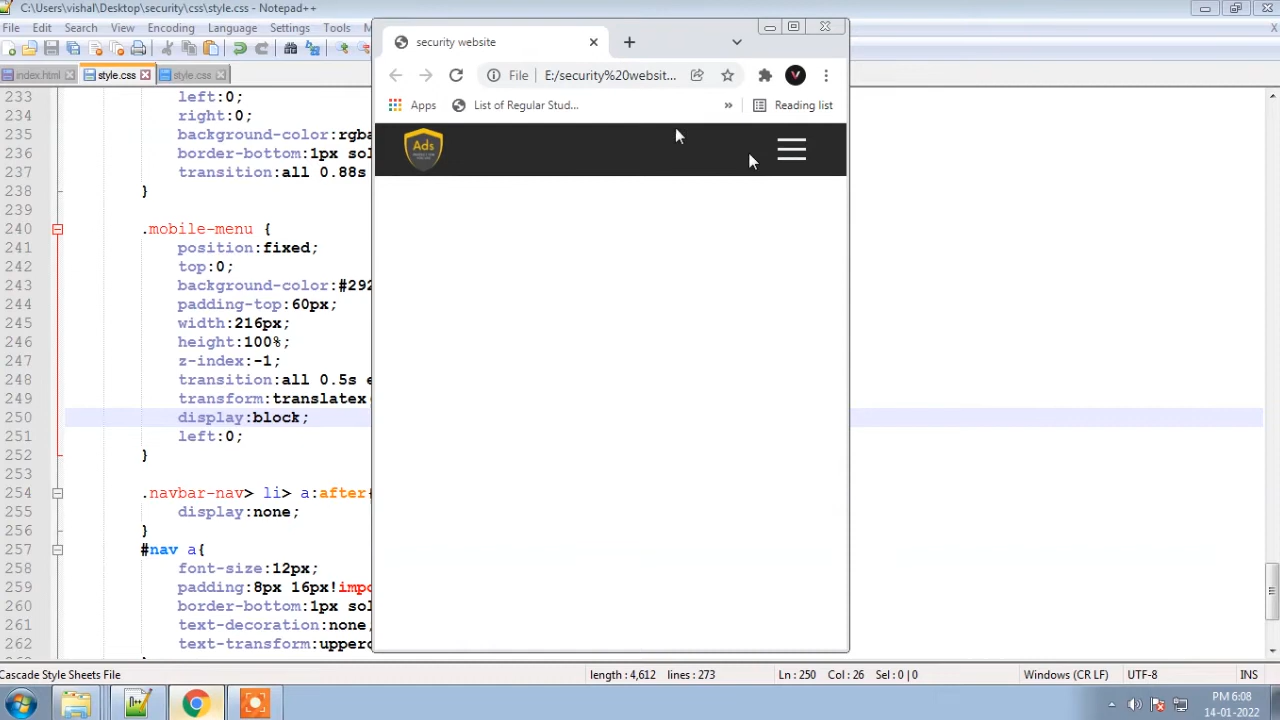 C:\Users\vishal\Desktop\security\css\style.css - Notepad++
File Edit Search View Encoding Language Settings Tools M
index.html style.css style.css
security website
File E:/security%20websit...
Apps List of Regular Stud... » Reading list
Ads
233 left:0;
234 right:0;
235 background-color:rgba
236 border-bottom:1px sol
237 transition:all 0.88s
238 }
239
240 .mobile-menu {
241 position:fixed;
242 top:0;
243 background-color:#292
244 padding-top:60px;
245 width:216px;
246 height:100%;
247 z-index:-1;
248 transition:all 0.5s e
249 transform:translatex
250 display:block;
251 left:0;
252 }
253
254 .navbar-nav> li> a:after{
255 display:none;
256 }
257 #nav a{
258 font-size:12px;
259 padding:8px 16px!impo
260 border-bottom:1px sol
261 text-decoration:none,
262 text-transform:upperc
Cascade Style Sheets File length : 4,612 lines : 273 Ln : 250 Col : 26 Sel : 0 | 0 Windows (CR LF) UTF-8 INS
PM 6:08
14-01-2022